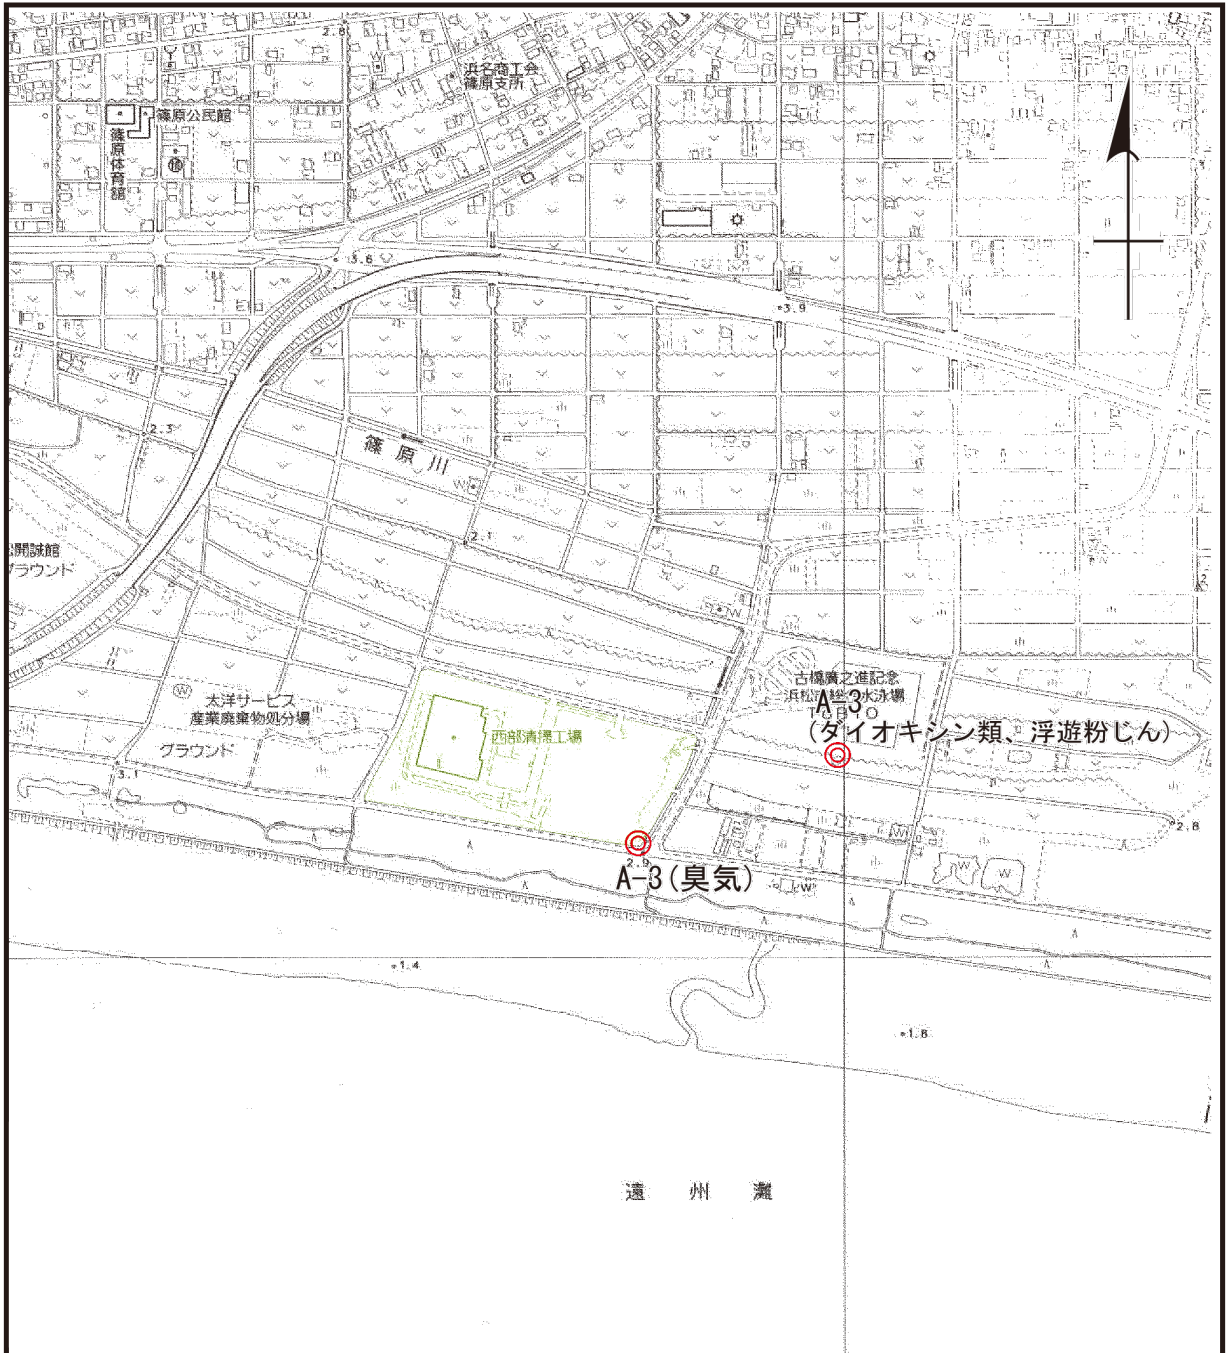 2.8
浜名商工会
篠原支所
篠原公民館
篠原体育館
3.6
3.9
2.3
篠原川
W
2.1
開誠館
グラウンド
W
W
太洋サービス
産業廃棄物処分場
グラウンド
西部清掃工場
古橋廣之進記念
浜松市総合水泳場
TOBIO
A-3
(ダイオキシン類、浮遊粉じん)
3.1
2.8
W
W
W
2.9
A-3(臭気)
W
1.4
1.8
遠州灘